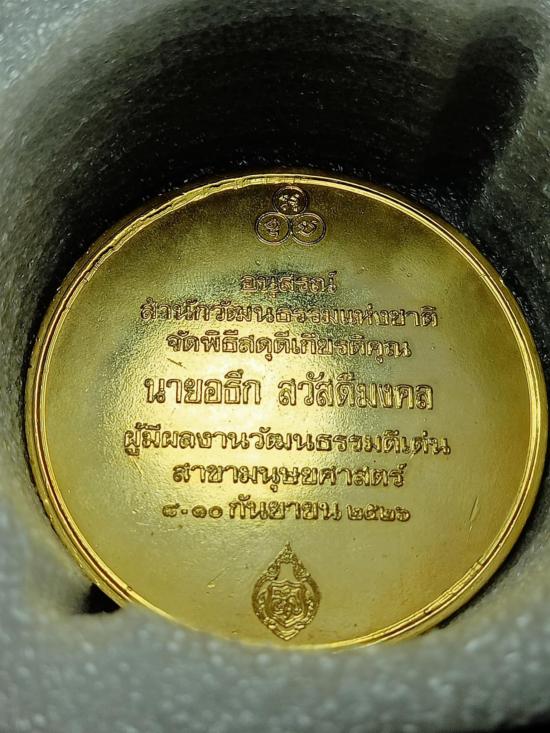 อนุสรณ์
สำนักวัฒนธรรมแห่งชาติ
จัดพิธีสดุดีเกียรติคุณ
นายอธึก สวัสดีมงคล
ผู้มีผลงานวัฒนธรรมดีเด่น
สาขามนุษยศาสตร์
๘-๑๐ กันยายน ๒๕๒๖